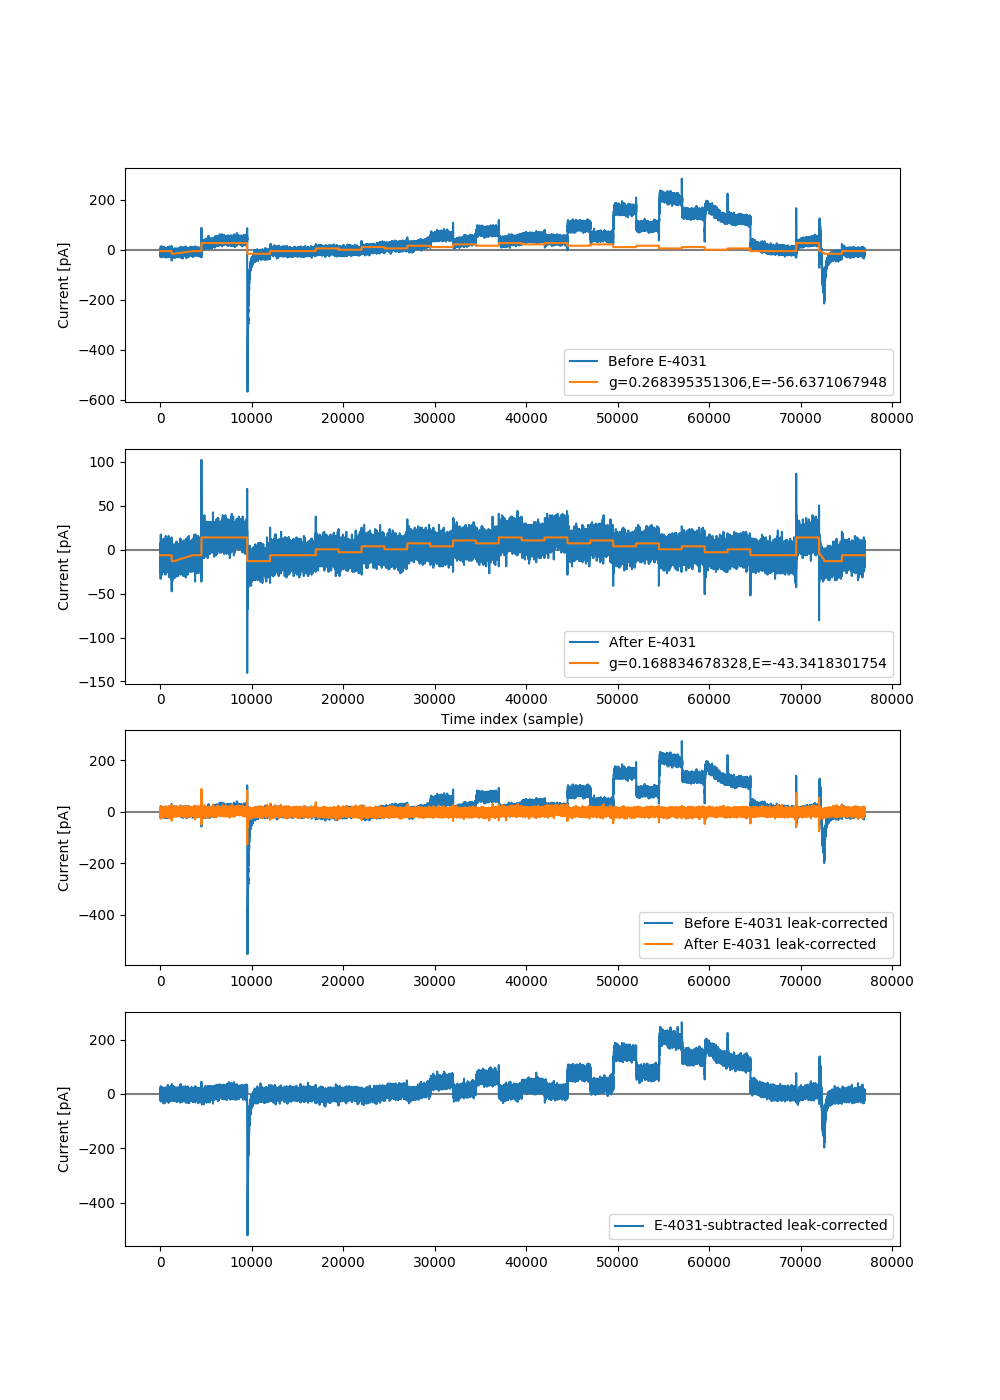 200
0
−200
−400
−600
Current [pA]
Before E-4031
g=0.268395351306,E=-56.6371067948
0 10000 20000 30000 40000 50000 60000 70000 80000
100
50
0
−50
−100
−150
Current [pA]
After E-4031
g=0.168834678328,E=-43.3418301754
0 10000 20000 30000 40000 50000 60000 70000 80000
Time index (sample)
200
0
−200
−400
Current [pA]
Before E-4031 leak-corrected
After E-4031 leak-corrected
0 10000 20000 30000 40000 50000 60000 70000 80000
200
0
−200
−400
Current [pA]
E-4031-subtracted leak-corrected
0 10000 20000 30000 40000 50000 60000 70000 80000